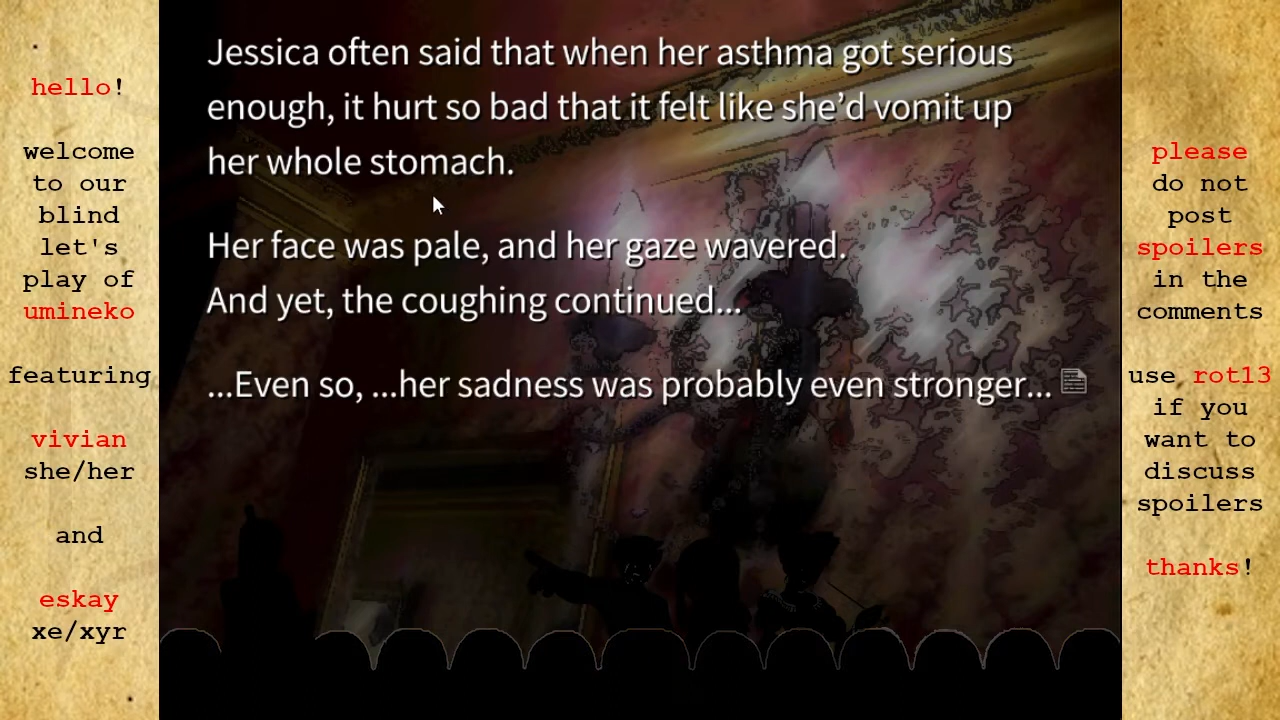 hello!
welcome
to our
blind
let's
play of
umineko
featuring
vivian
she/her
and
eskay
xe/xyr
Jessica often said that when her asthma got serious
enough, it hurt so bad that it felt like she’d vomit up
her whole stomach.
Her face was pale, and her gaze wavered.
And yet, the coughing continued...
...Even so, ...her sadness was probably even stronger...
please
do not
post
spoilers
in the
comments
use rot13
if you
want to
discuss
spoilers
thanks!